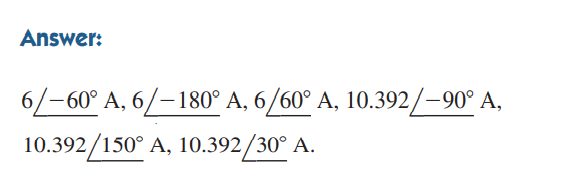 Answer:
6/−60° A, 6/−180° A, 6/60° A, 10.392/−90° A,
10.392/150° A, 10.392/30° A.